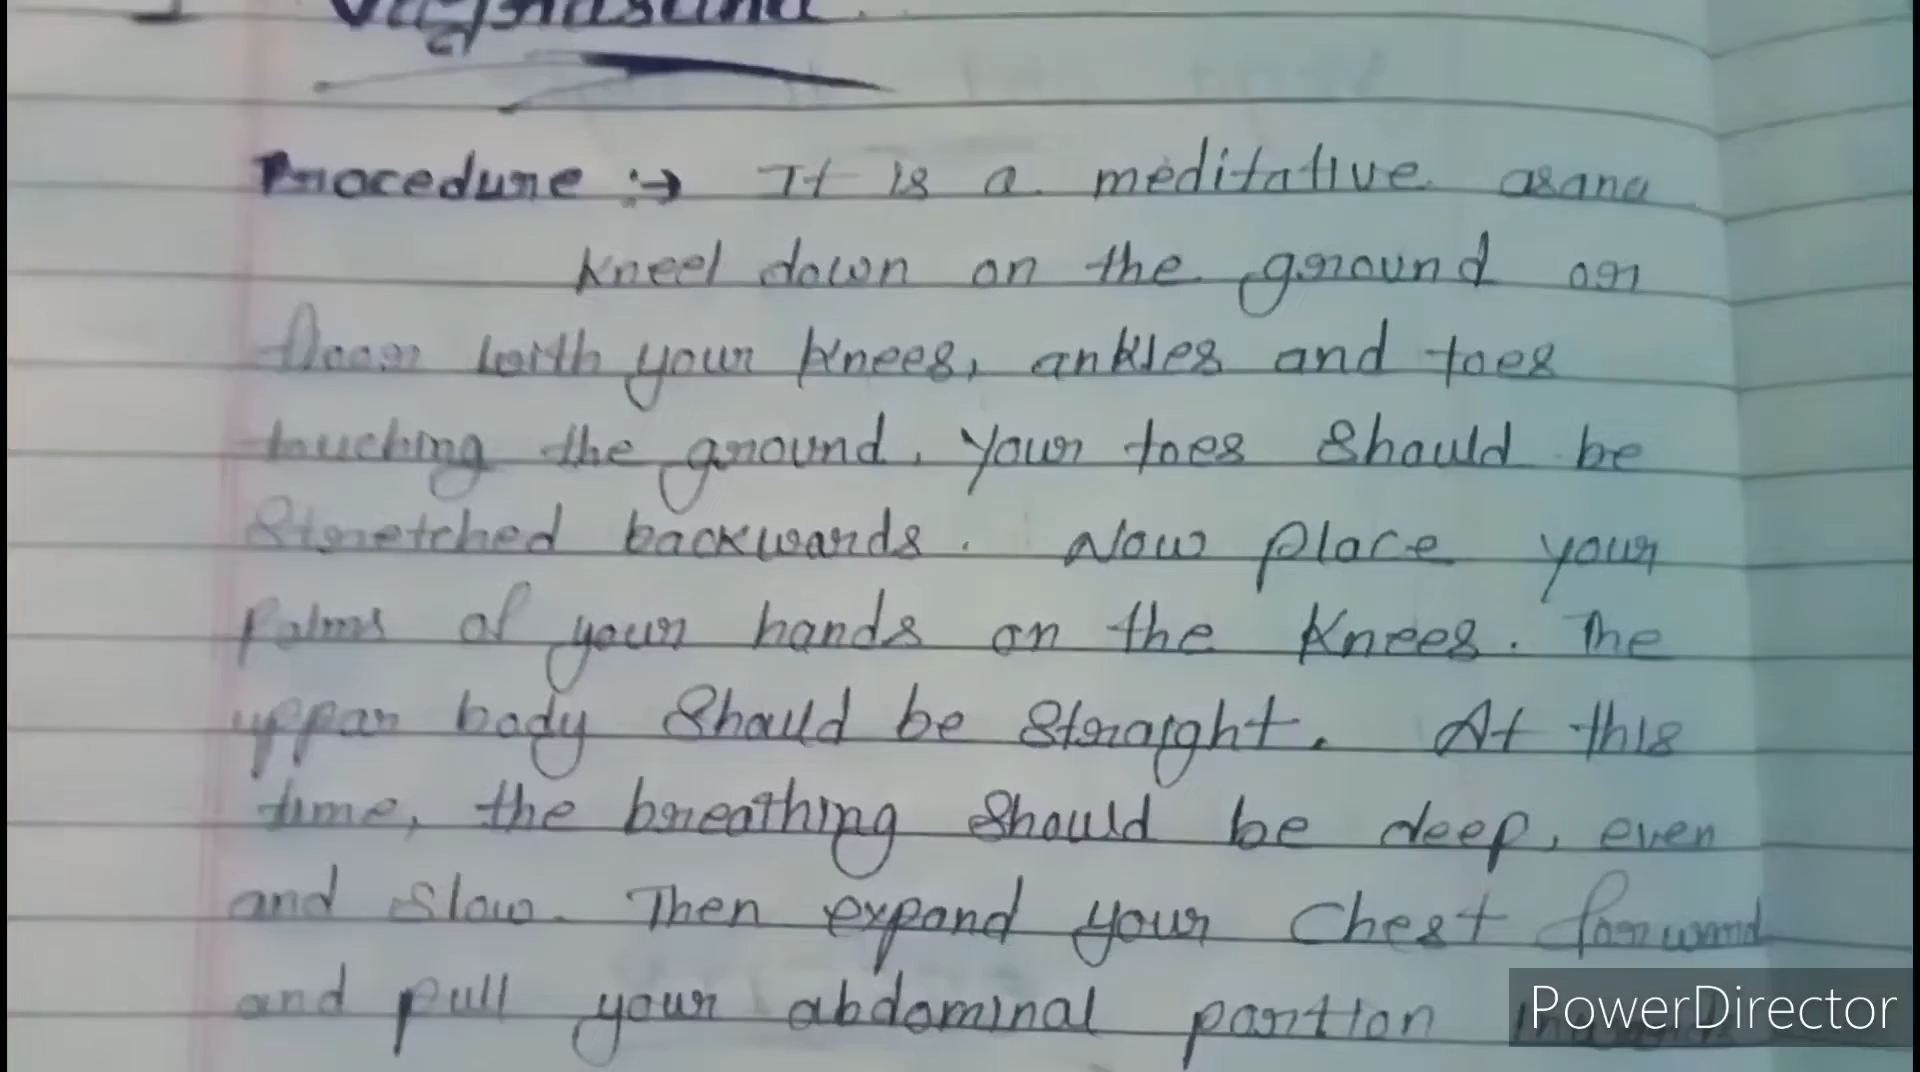 Vajrasana
Procedure :→ It is a meditative asana
Kneel down on the ground or
Door with your knees, ankles and toes
touching the ground. Your toes should be
Stretched backwards. Now place your
Palms of your hands on the knees. The
uppar body should be straight. At this
time, the breathing should be deep, even
and slow. Then expand your chest forward
and pull your abdominal portion
PowerDirector